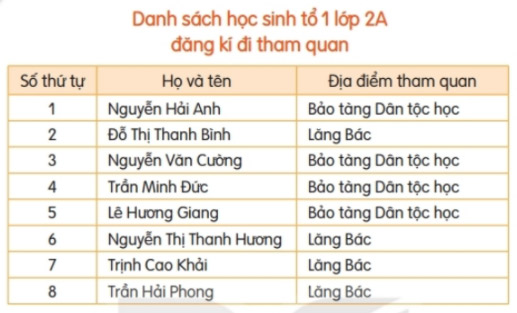 Danh sách học sinh tổ 1 lớp 2A
đăng kí đi tham quan
Số thứ tự Họ và tên Địa điểm tham quan
1 Nguyễn Hải Anh Bảo tàng Dân tộc học
2 Đỗ Thị Thanh Bình Lăng Bác
3 Nguyễn Văn Cường Bảo tàng Dân tộc học
4 Trần Minh Đức Bảo tàng Dân tộc học
5 Lê Hương Giang Bảo tàng Dân tộc học
6 Nguyễn Thị Thanh Hương Lăng Bác
7 Trịnh Cao Khải Lăng Bác
8 Trần Hải Phong Lăng Bác